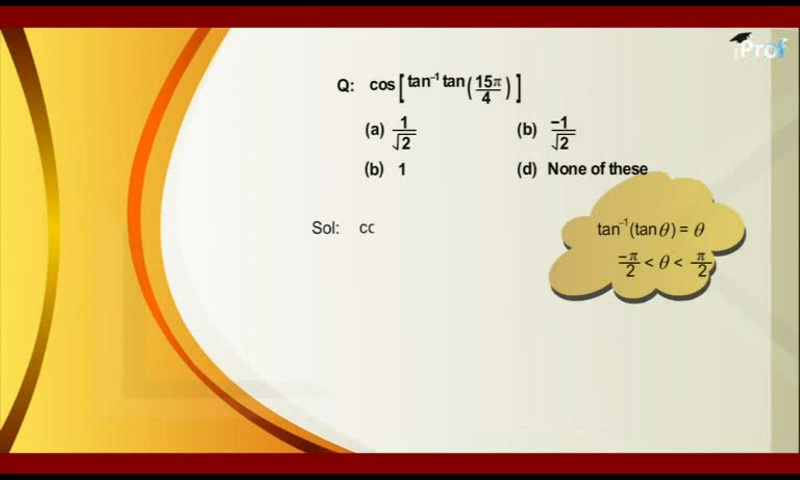 iProf
Q: cos[tan⁻¹ tan(15π/4)]
(a) 1/√2 (b) −1/√2
(b) 1 (d) None of these
Sol: cc
tan⁻¹(tanθ) = θ
−π/2 < θ < π/2